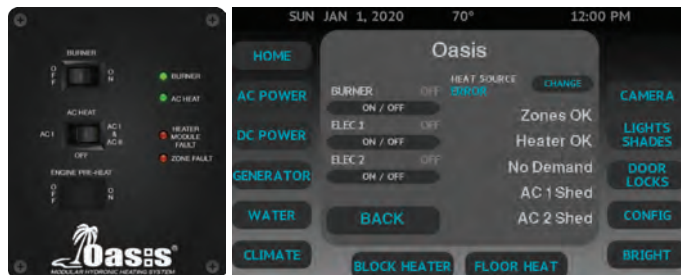 BURNER
OFF
ON
BURNER
AC HEAT
AC HEAT
AC 1
AC 1 & AC II
OFF
HEATER MODULE FAULT
ZONE FAULT
ENGINE PRE-HEAT
OFF
ON
Oasis
MODULAR HYDRONIC HEATING SYSTEM
SUN JAN 1, 2020 70° 12:00 PM
HOME
AC POWER
DC POWER
GENERATOR
WATER
CLIMATE
Oasis
BURNER OFF
ON / OFF
ELEC 1 OFF
ON / OFF
ELEC 2 OFF
ON / OFF
HEAT SOURCE
ERROR
CHANGE
Zones OK
Heater OK
No Demand
AC 1 Shed
AC 2 Shed
BACK
BLOCK HEATER
FLOOR HEAT
CAMERA
LIGHTS
SHADES
DOOR
LOCKS
CONFIG
BRIGHT